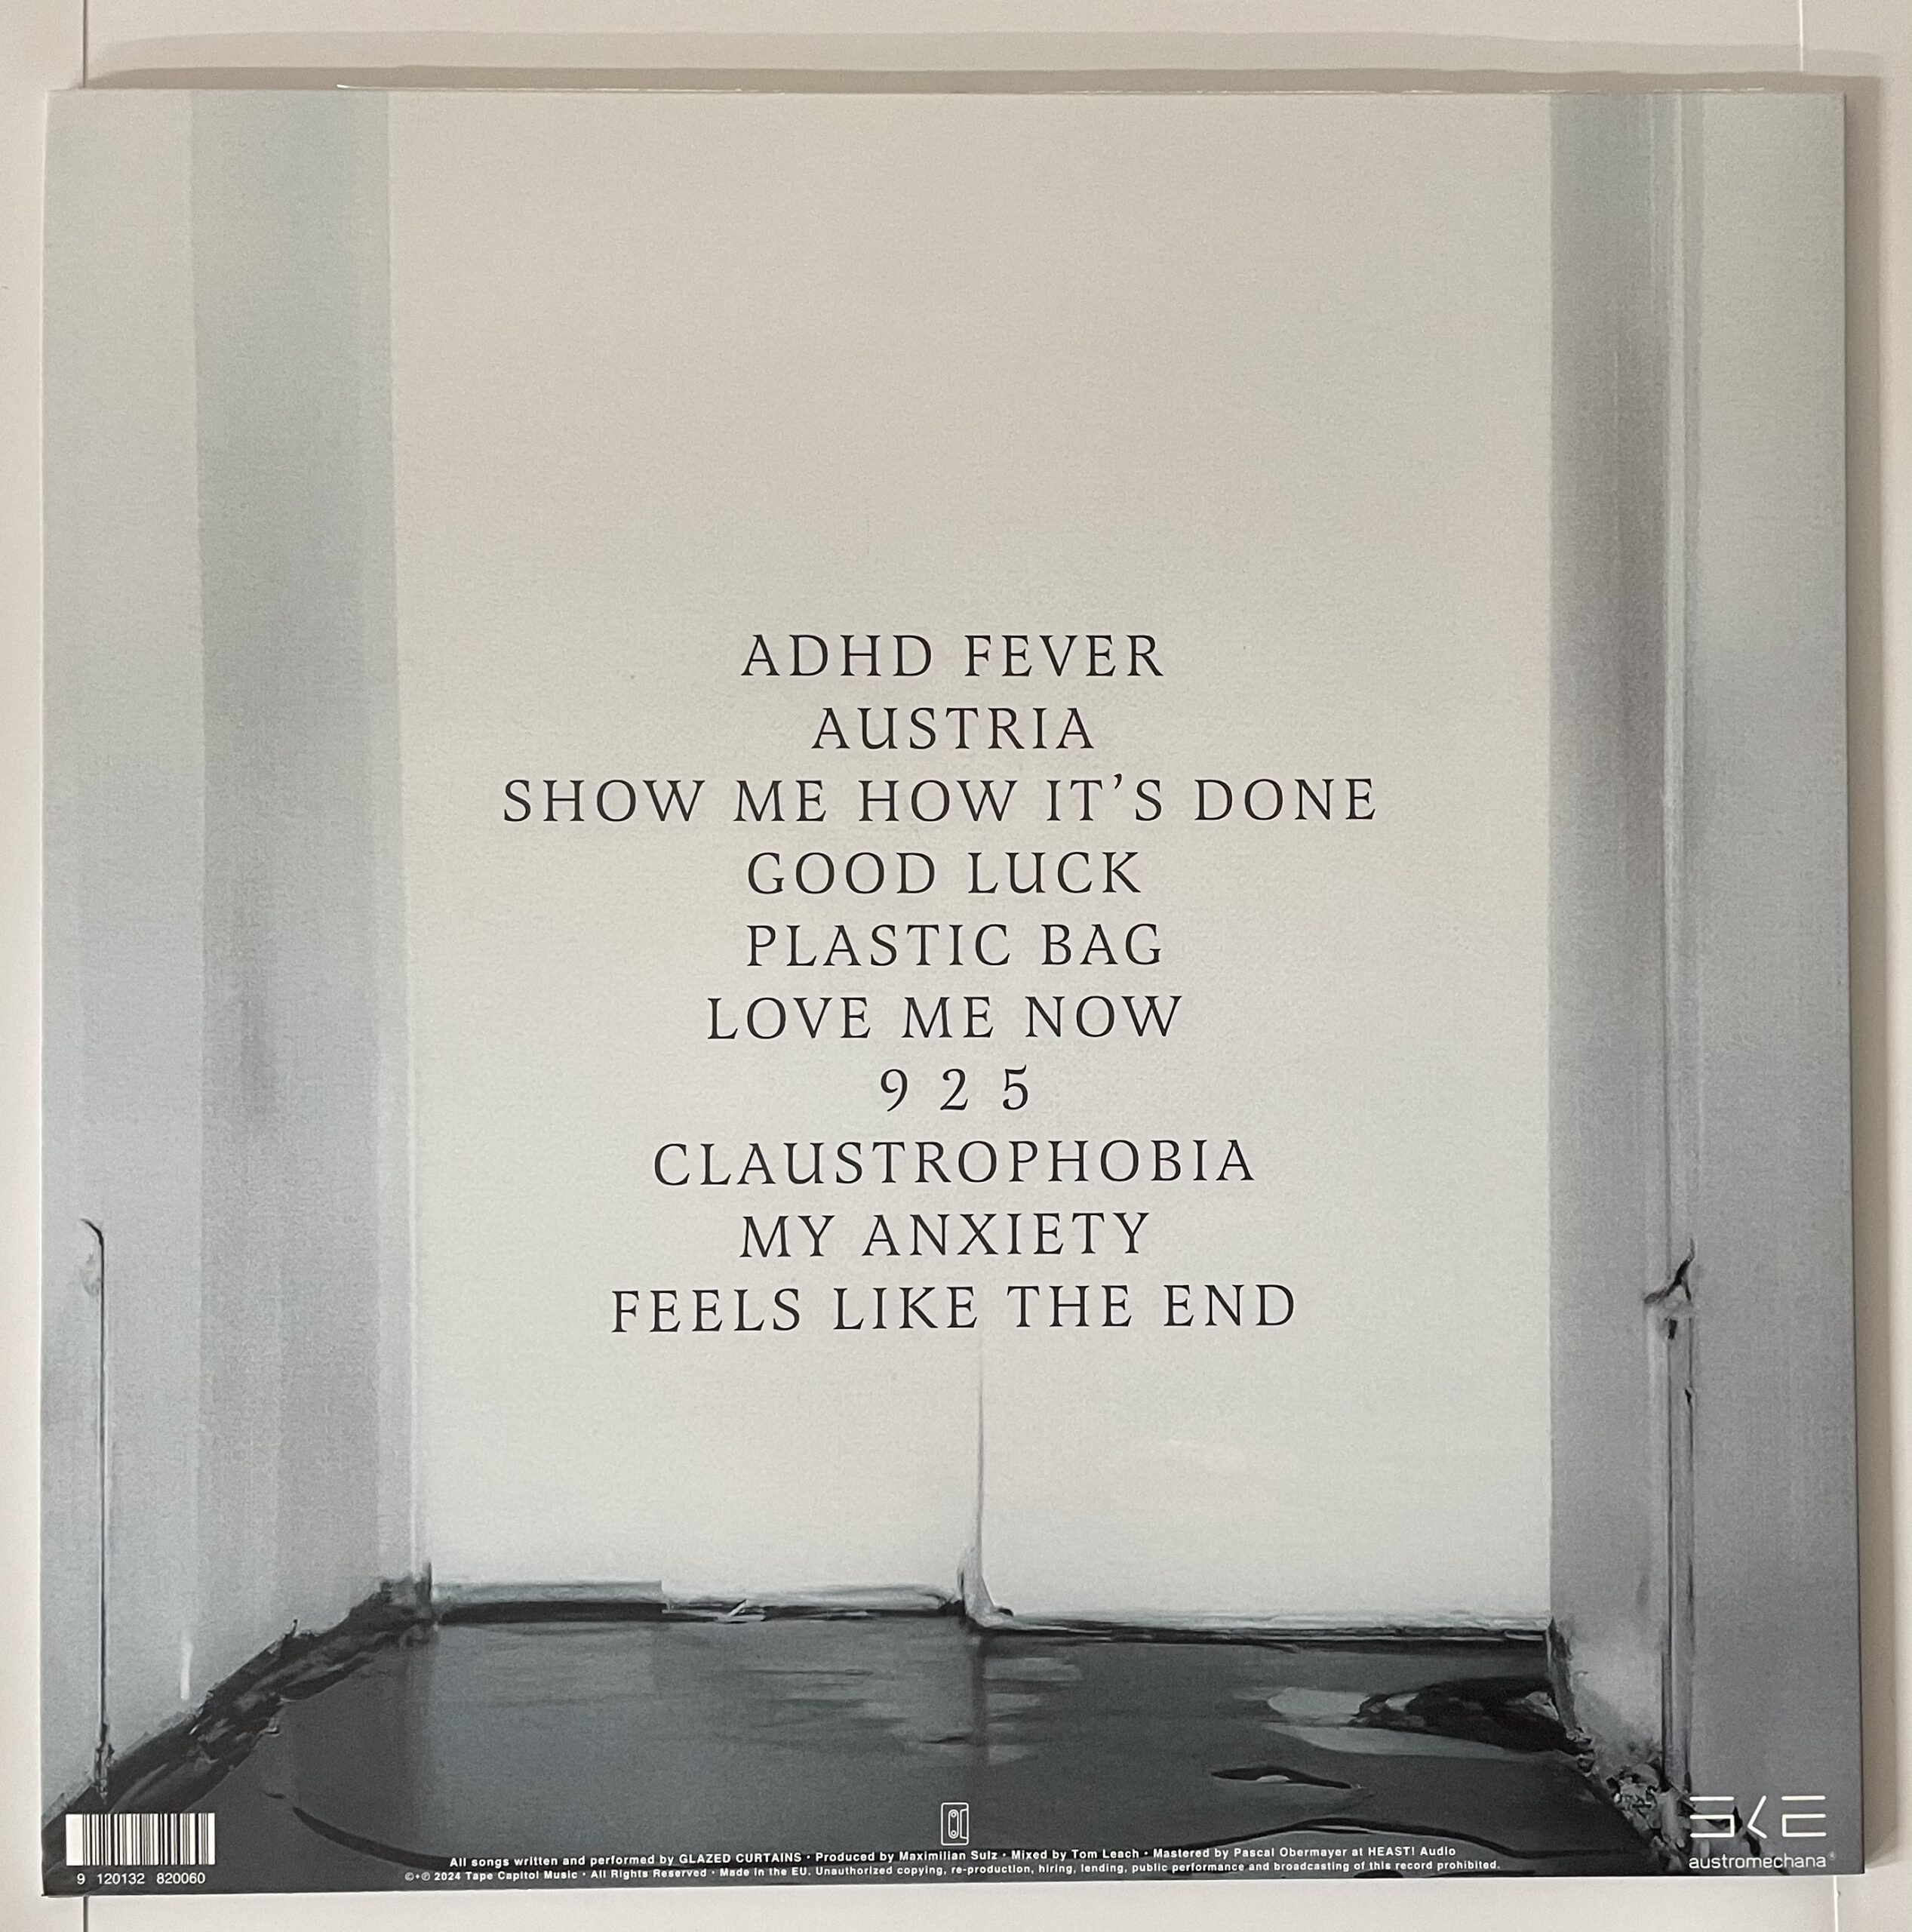 ADHD FEVER
AUSTRIA
SHOW ME HOW IT’S DONE
GOOD LUCK
PLASTIC BAG
LOVE ME NOW
9 2 5
CLAUSTROPHOBIA
MY ANXIETY
FEELS LIKE THE END
SKE
austromechana®
All songs written and performed by GLAZED CURTAINS • Produced by Maximilian Sulz • Mixed by Tom Leach • Mastered by Pascal Obermayer at HEAST! Audio
©+℗ 2024 Tape Capitol Music • All Rights Reserved • Made in the EU. Unauthorized copying, re-production, hiring, lending, public performance and broadcasting of this record prohibited.
9 120132 820060